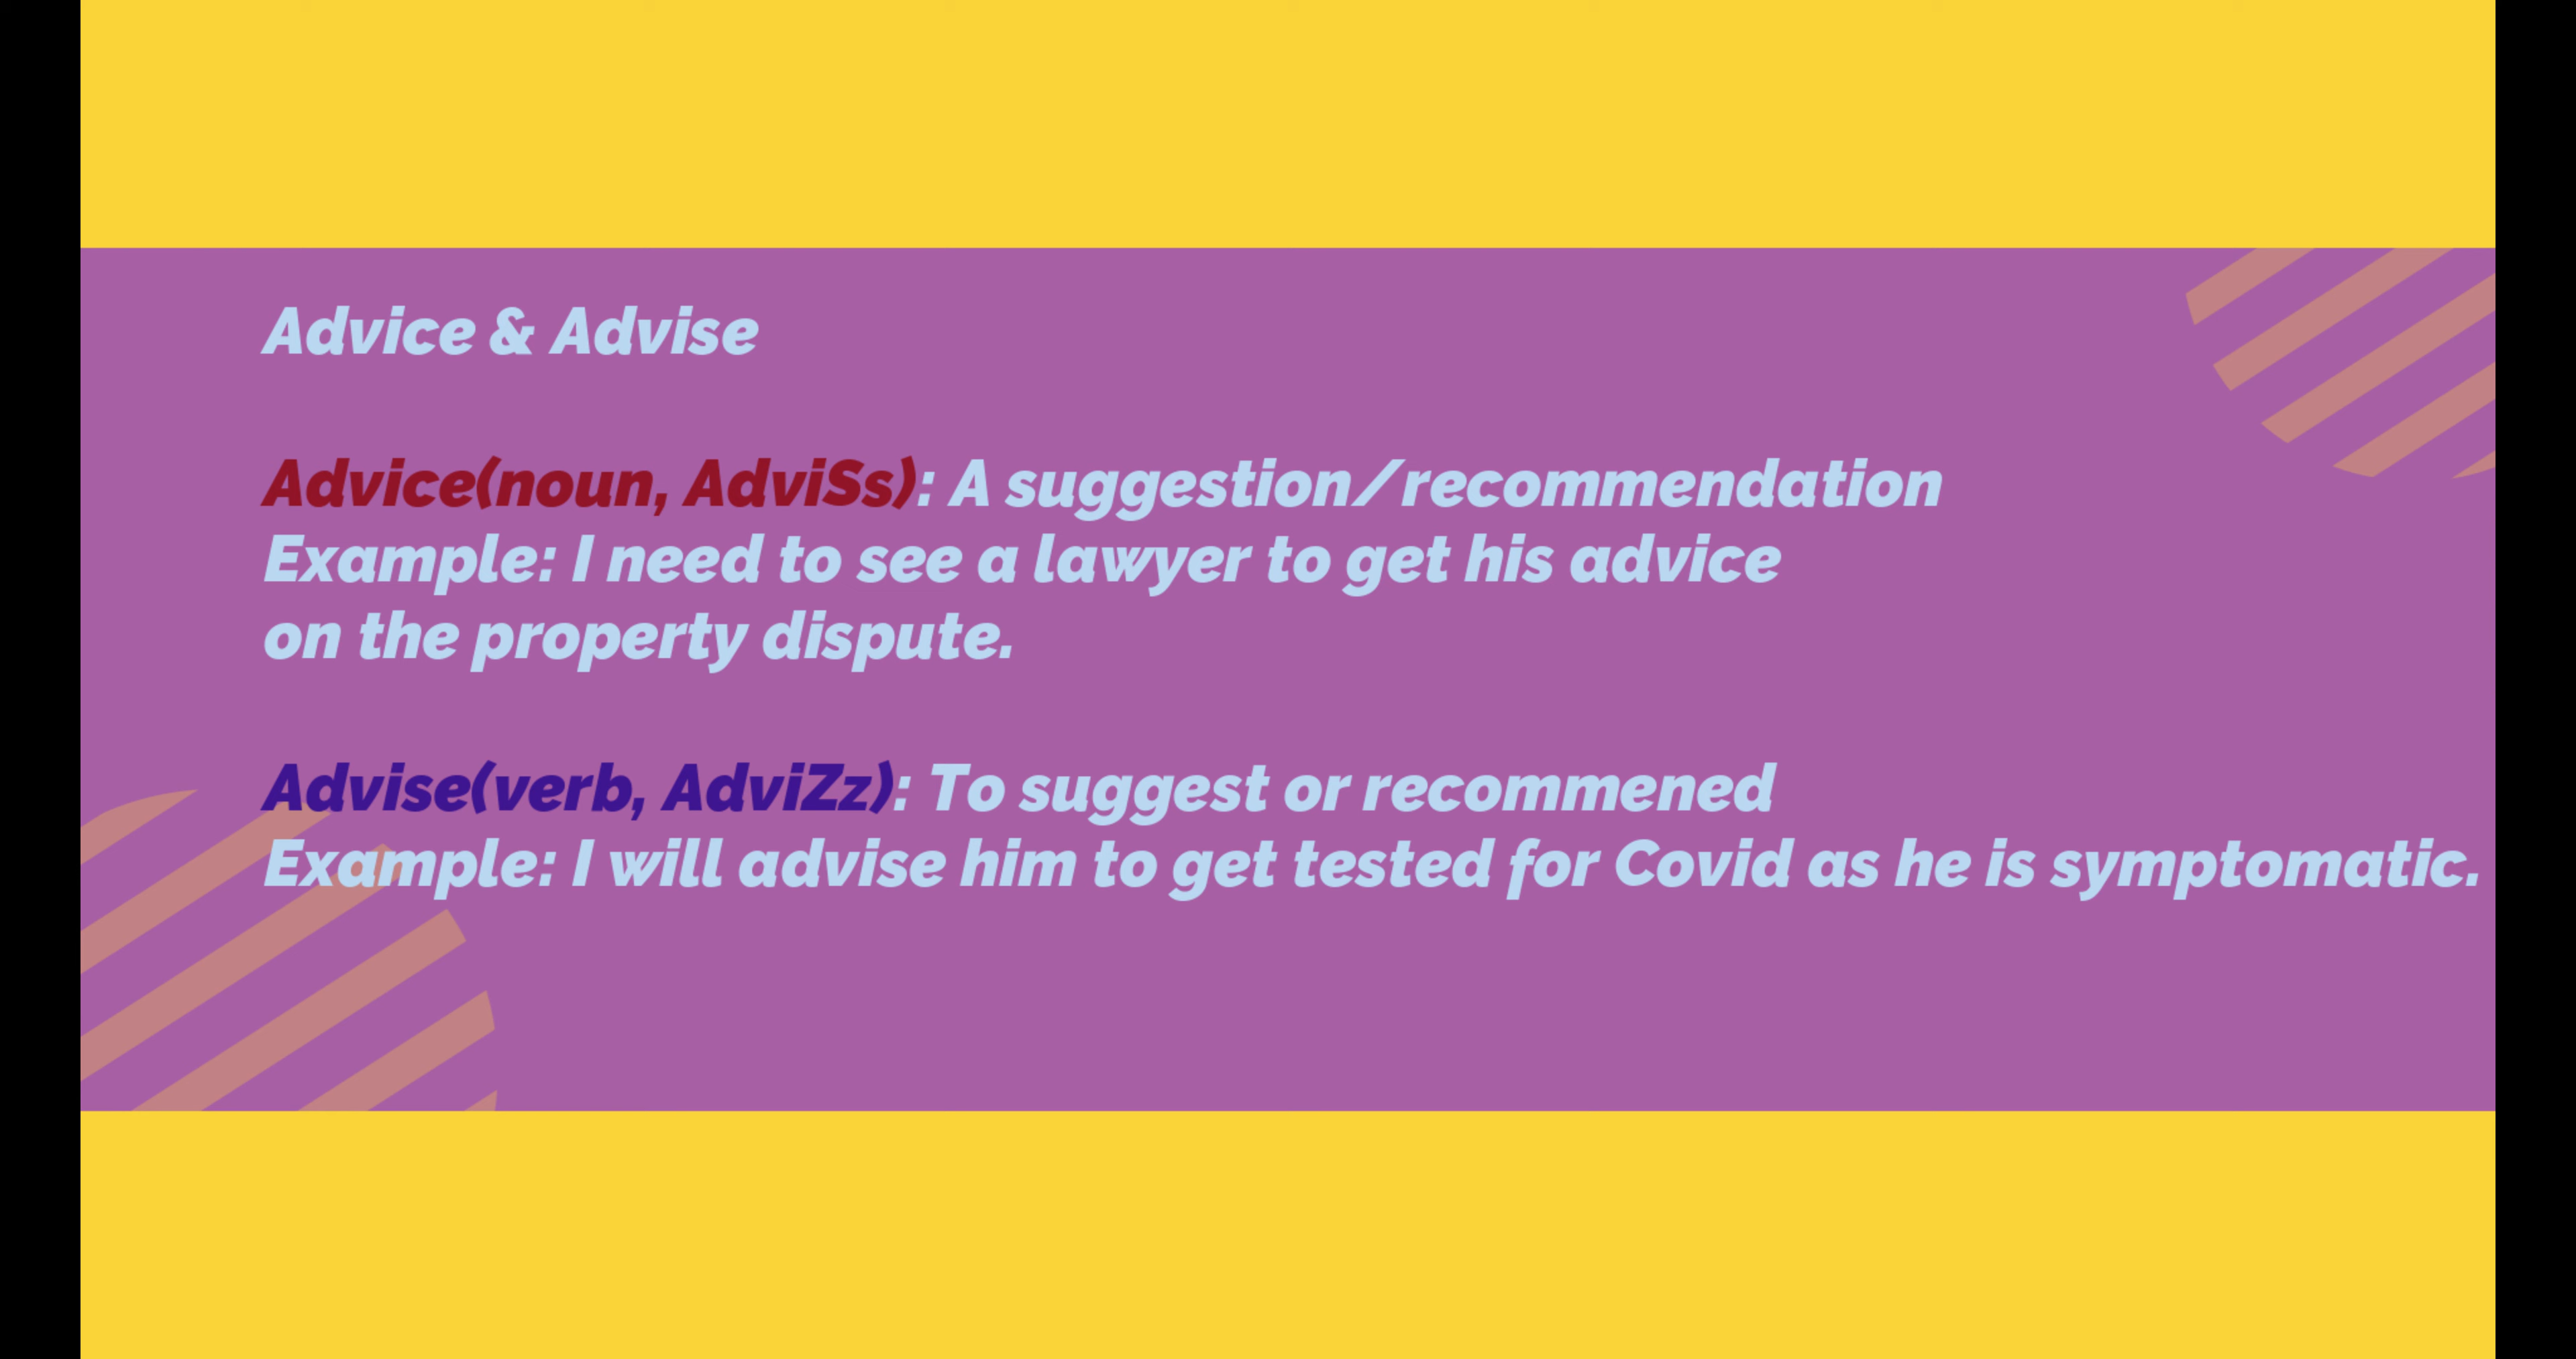 Advice & Advise
Advice(noun, AdviSs): A suggestion/recommendation
Example: I need to see a lawyer to get his advice
on the property dispute.
Advise(verb, AdviZz): To suggest or recommened
Example: I will advise him to get tested for Covid as he is symptomatic.